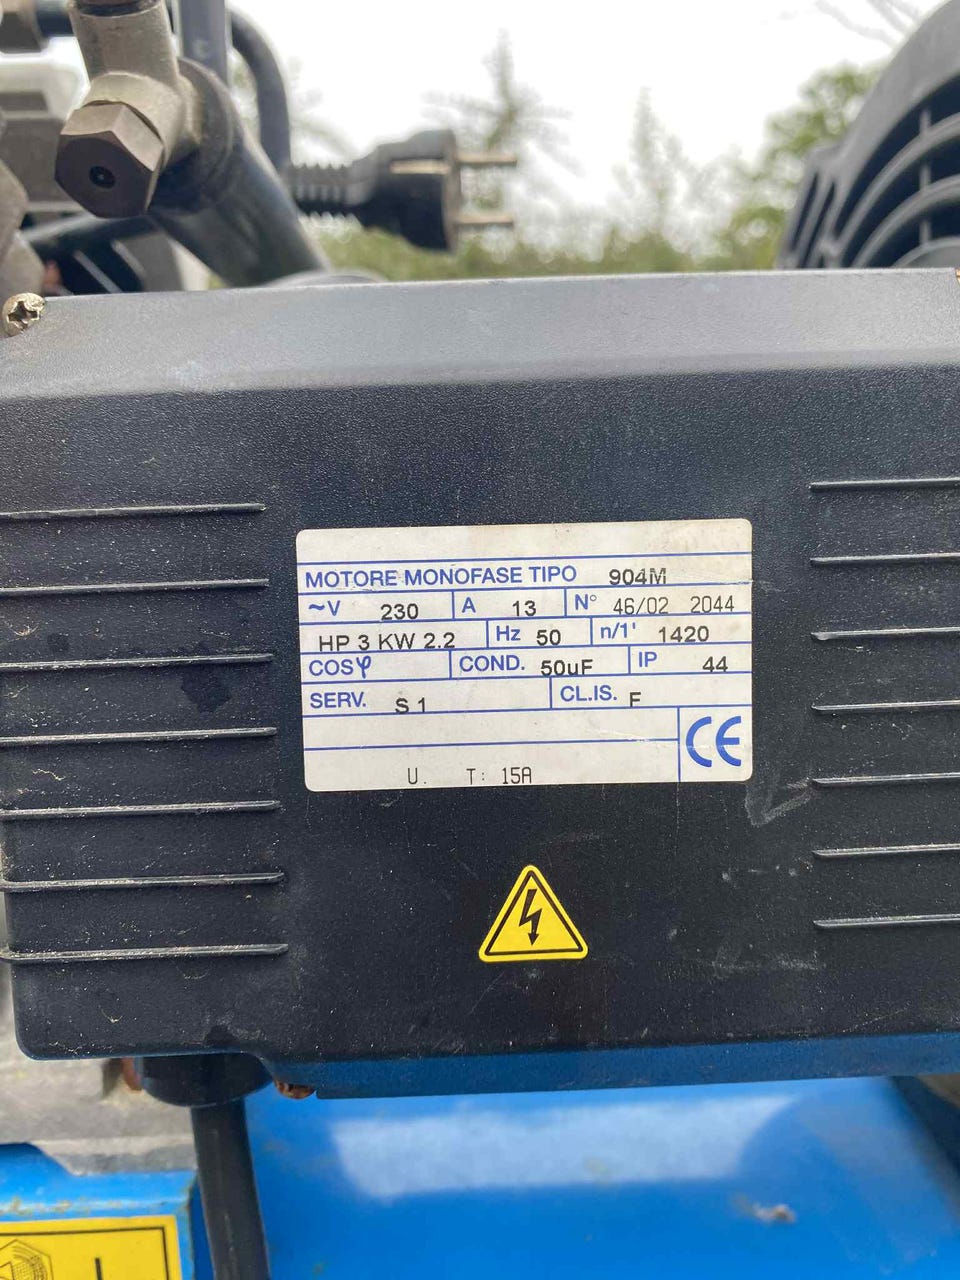 MOTORE MONOFASE TIPO 904M
~V 230 A 13 N° 46/02 2044
HP 3 KW 2.2 Hz 50 n/1' 1420
COSφ COND. 50uF IP 44
SERV. S1 CL.IS. F
CE
U. T: 15A